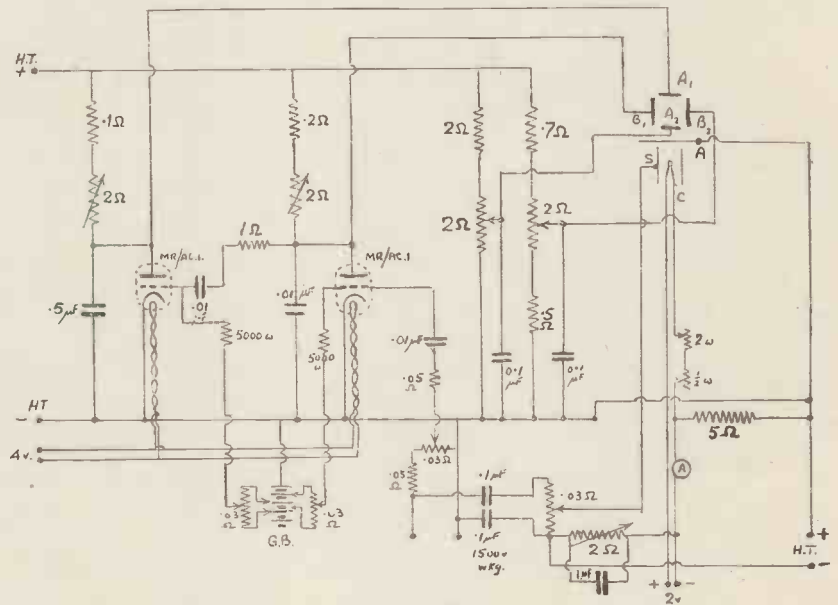 H.T.
+
·1Ω
2Ω
·5μF
MR/AC.1.
·01
5000ω
1Ω
·2Ω
2Ω
·01μF
MR/AC.1
5000
ω
·01μF
·05
Ω
·03Ω
·05
Ω
2Ω
2Ω
·7Ω
2Ω
·5
Ω
0·1
μF
0·1
μF
A₁
B₁
A₂
B₂
A
S
C
2ω
½ω
5Ω
A
- HT
4v.
·03
Ω
G.B.
·03
Ω
·1μF
·1μF
1500v
wkg.
·03Ω
2Ω
1μF
+
H.T.
-
+ -
2v